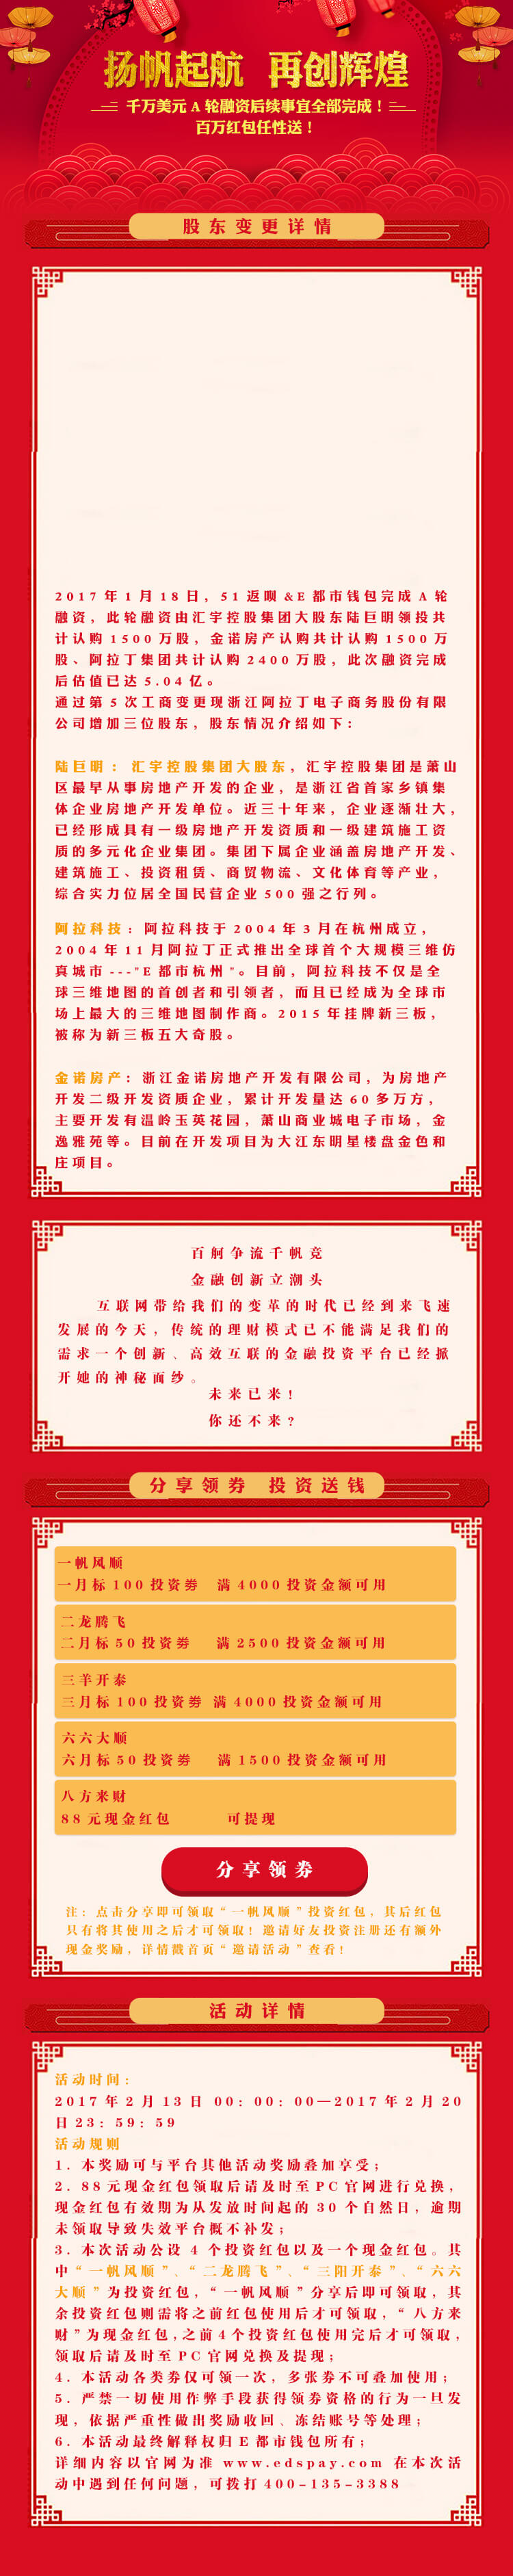 扬帆起航 再创辉煌
千万美元 A 轮融资后续事宜全部完成！
百万红包任性送！
股东变更详情
2017 年 1 月 18 日，51 返呗 &E 都市钱包完成 A 轮
融资，此轮融资由汇宇控股集团大股东陆巨明领投共
计认购 1500 万股，金诺房产认购共计认购 1500 万
股、阿拉丁集团共计认购 2400 万股，此次融资完成
后估值已达 5.04 亿。
通过第 5 次工商变更现浙江阿拉丁电子商务股份有限
公司增加三位股东，股东情况介绍如下：
陆巨明：汇宇控股集团大股东，汇宇控股集团是萧山
区最早从事房地产开发的企业，是浙江省首家乡镇集
体企业房地产开发单位。近三十年来，企业逐渐壮大，
已经形成具有一级房地产开发资质和一级建筑施工资
质的多元化企业集团。集团下属企业涵盖房地产开发、
建筑施工、投资租赁、商贸物流、文化体育等产业，
综合实力位居全国民营企业 500 强之行列。
阿拉科技：阿拉科技于 2004 年 3 月在杭州成立，
2004 年 11 月阿拉丁正式推出全球首个大规模三维仿
真城市 ---"E 都市杭州 "。目前，阿拉科技不仅是全
球三维地图的首创者和引领者，而且已经成为全球市
场上最大的三维地图制作商。2015 年挂牌新三板，
被称为新三板五大奇股。
金诺房产：浙江金诺房地产开发有限公司，为房地产
开发二级开发资质企业，累计开发量达 60 多万方，
主要开发有温岭玉英花园，萧山商业城电子市场，金
逸雅苑等。目前在开发项目为大江东明星楼盘金色和
庄项目。
百舸争流千帆竞
金融创新立潮头
互联网带给我们的变革的时代已经到来飞速
发展的今天，传统的理财模式已不能满足我们的
需求一个创新、高效互联的金融投资平台已经掀
开她的神秘面纱。
未来已来！
你还不来？
分享领券 投资送钱
一帆风顺
一月标 100 投资券 满 4000 投资金额可用
二龙腾飞
二月标 50 投资券 满 2500 投资金额可用
三羊开泰
三月标 100 投资券 满 4000 投资金额可用
六六大顺
六月标 50 投资券 满 1500 投资金额可用
八方来财
88 元现金红包 可提现
分享领券
注：点击分享即可领取“一帆风顺”投资红包，其后红包
只有将其使用之后才可领取！邀请好友投资注册还有额外
现金奖励，详情戳首页“邀请活动”查看！
活动详情
活动时间：
2017 年 2 月 13 日 00：00：00—2017 年 2 月 20
日 23：59：59
活动规则
1. 本奖励可与平台其他活动奖励叠加享受；
2. 88 元现金红包领取后请及时至 PC 官网进行兑换，
现金红包有效期为从发放时间起的 30 个自然日，逾期
未领取导致失效平台概不补发；
3. 本次活动公设 4 个投资红包以及一个现金红包。其
中“一帆风顺”、“二龙腾飞”、“三阳开泰”、“六六
大顺”为投资红包，“一帆风顺”分享后即可领取，其
余投资红包则需将之前红包使用后才可领取，“八方来
财”为现金红包，之前 4 个投资红包使用完后才可领取，
领取后请及时至 PC 官网兑换及提现；
4. 本活动各类券仅可领一次，多张券不可叠加使用；
5. 严禁一切使用作弊手段获得领券资格的行为一旦发
现，依据严重性做出奖励收回、冻结账号等处理；
6. 本活动最终解释权归 E 都市钱包所有；
详细内容以官网为准 www.edspay.com 在本次活
动中遇到任何问题，可拨打 400-135-3388